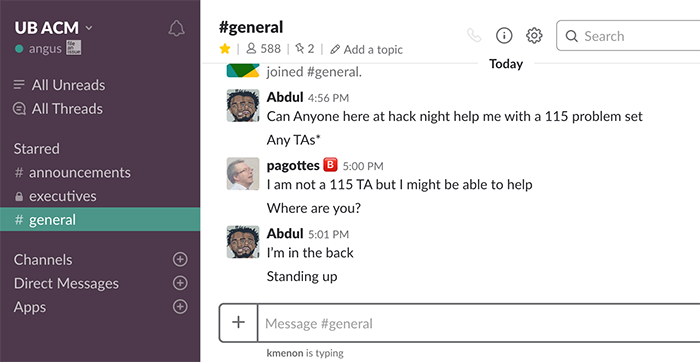 UB ACM
angus
All Unreads
All Threads
Starred
# announcements
executives
# general
Channels
Direct Messages
Apps
#general
588 | 2 | Add a topic
Search
joined #general.
Today
Abdul 4:56 PM
Can Anyone here at hack night help me with a 115 problem set
Any TAs*
pagottes B 5:00 PM
I am not a 115 TA but I might be able to help
Where are you?
Abdul 5:01 PM
I'm in the back
Standing up
+ Message #general
kmenon is typing